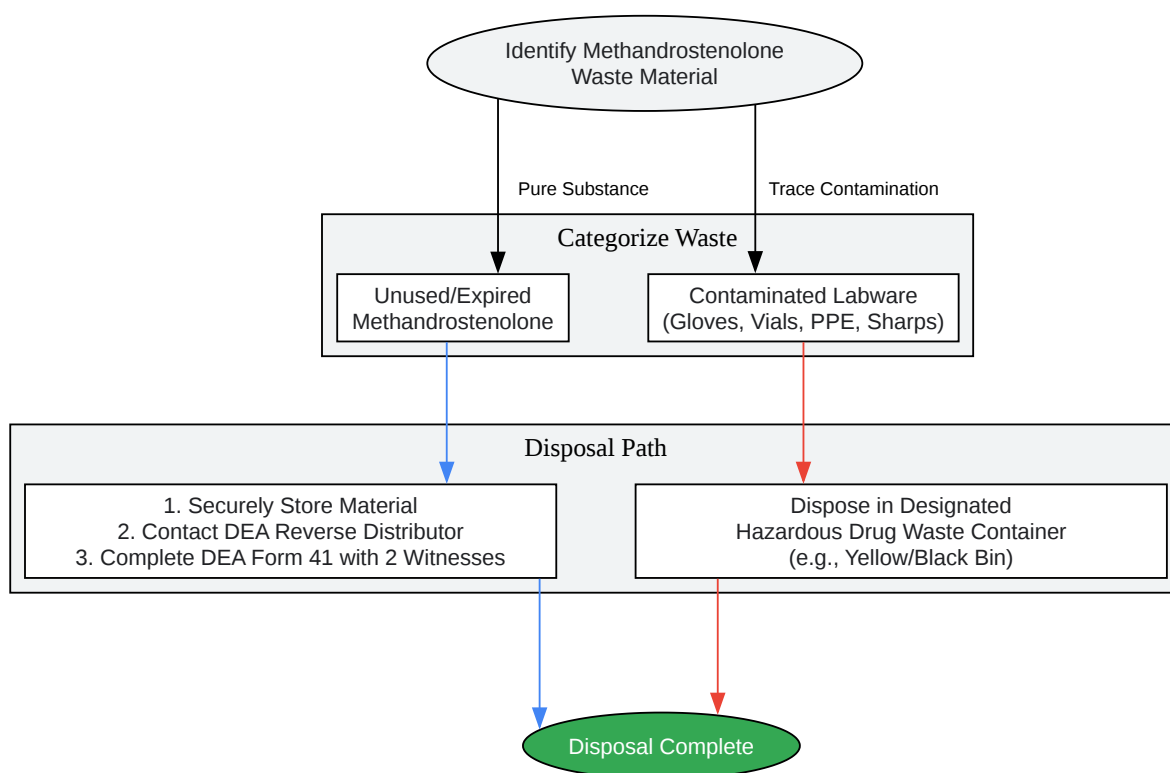 Identify Methandrostenolone
Waste Material
Pure Substance
Trace Contamination
Categorize Waste
Unused/Expired
Methandrostenolone
Contaminated Labware
(Gloves, Vials, PPE, Sharps)
Disposal Path
1. Securely Store Material
2. Contact DEA Reverse Distributor
3. Complete DEA Form 41 with 2 Witnesses
Dispose in Designated
Hazardous Drug Waste Container
(e.g., Yellow/Black Bin)
Disposal Complete